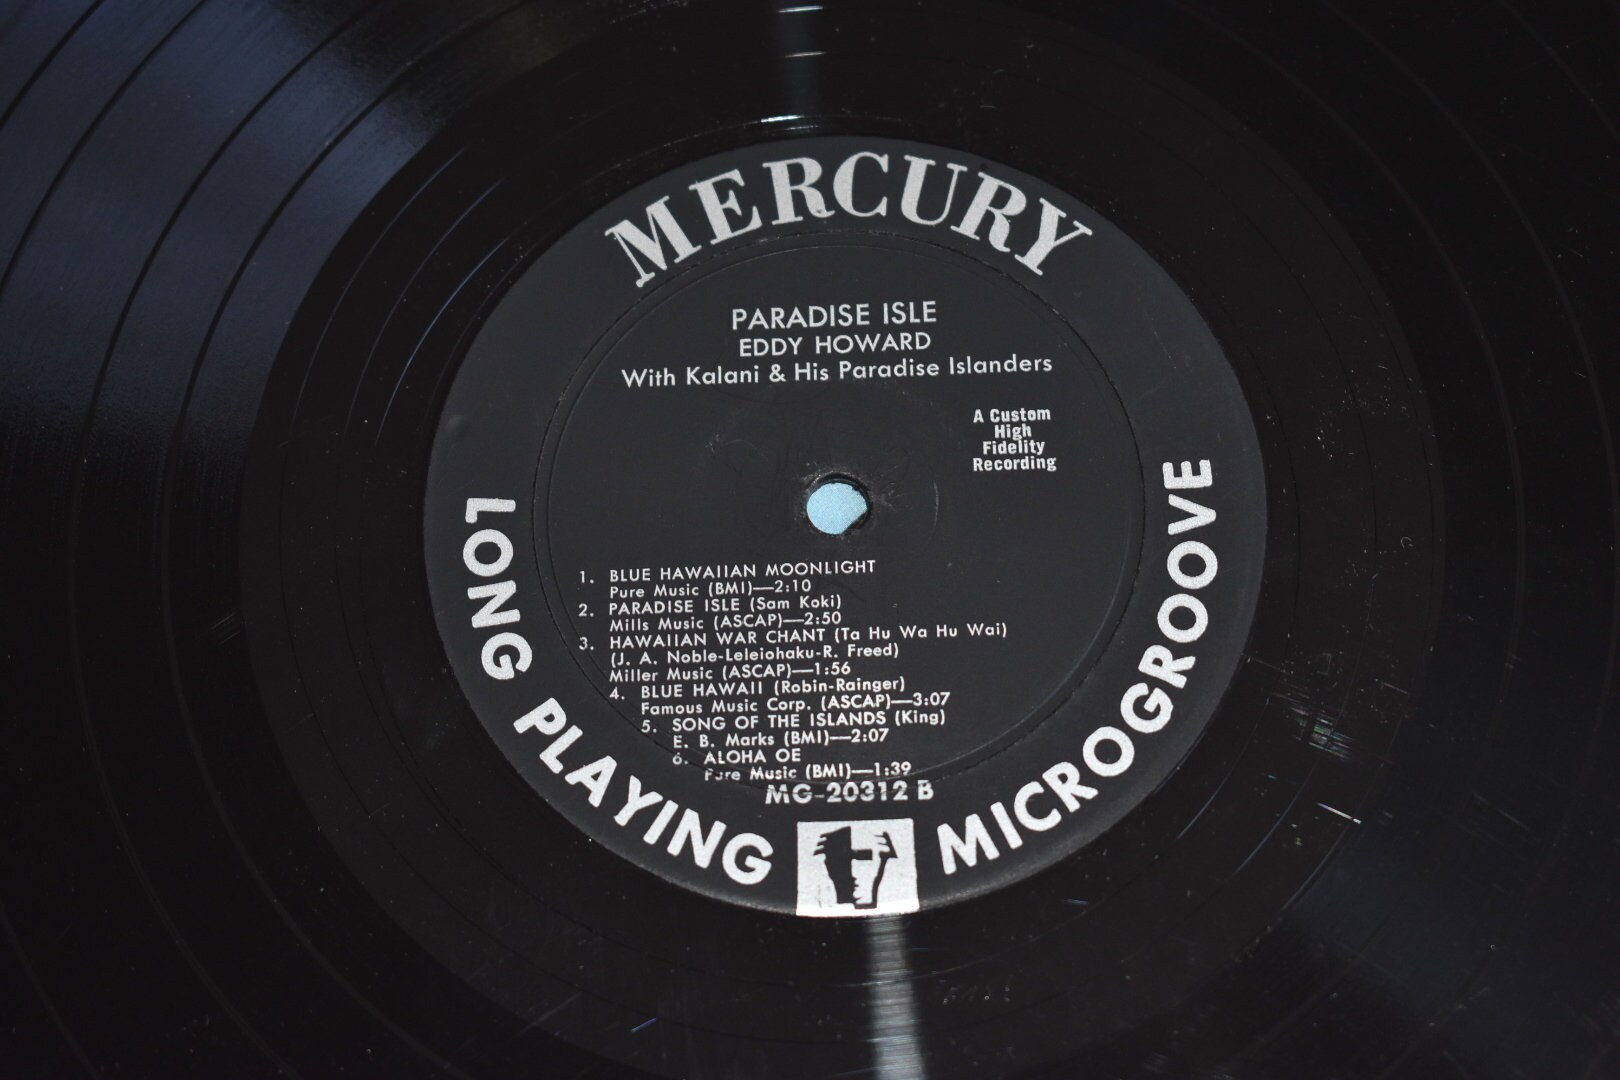 MERCURY
PARADISE ISLE
EDDY HOWARD
With Kalani & His Paradise Islanders
A Custom
High
Fidelity
Recording
1. BLUE HAWAIIAN MOONLIGHT
Pure Music (BMI)—2:10
2. PARADISE ISLE (Sam Koki)
Mills Music (ASCAP)—2:50
3. HAWAIIAN WAR CHANT (Ta Hu Wa Hu Wai)
(J. A. Noble-Leleiohaku-R. Freed)
Miller Music (ASCAP)—1:56
4. BLUE HAWAII (Robin-Rainger)
Famous Music Corp. (ASCAP)—3:07
5. SONG OF THE ISLANDS (King)
E. B. Marks (BMI)—2:07
6. ALOHA OE
Pure Music (BMI)—1:39
MG-20312 B
LONG PLAYING MICROGROOVE